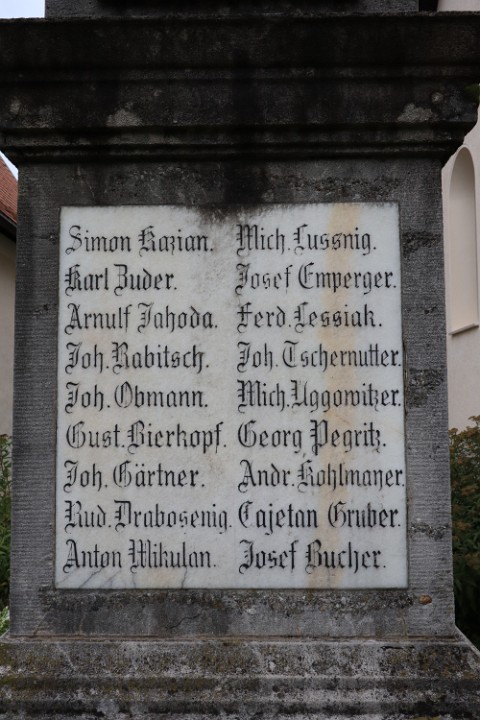 Simon Kazian. Mich. Lussnig.
Karl Zuder. Josef Emperger.
Arnulf Jahoda. Ferd. Lessiak.
Joh. Rabitsch. Joh. Tschernutter.
Joh. Obmann. Mich. Uggowitzer.
Gust. Bierkopf. Georg Pegritz.
Joh. Gärtner. Andr. Kohlmayer.
Rud. Drabosenig. Cajetan Gruber.
Anton Mikulan. Josef Bucher.